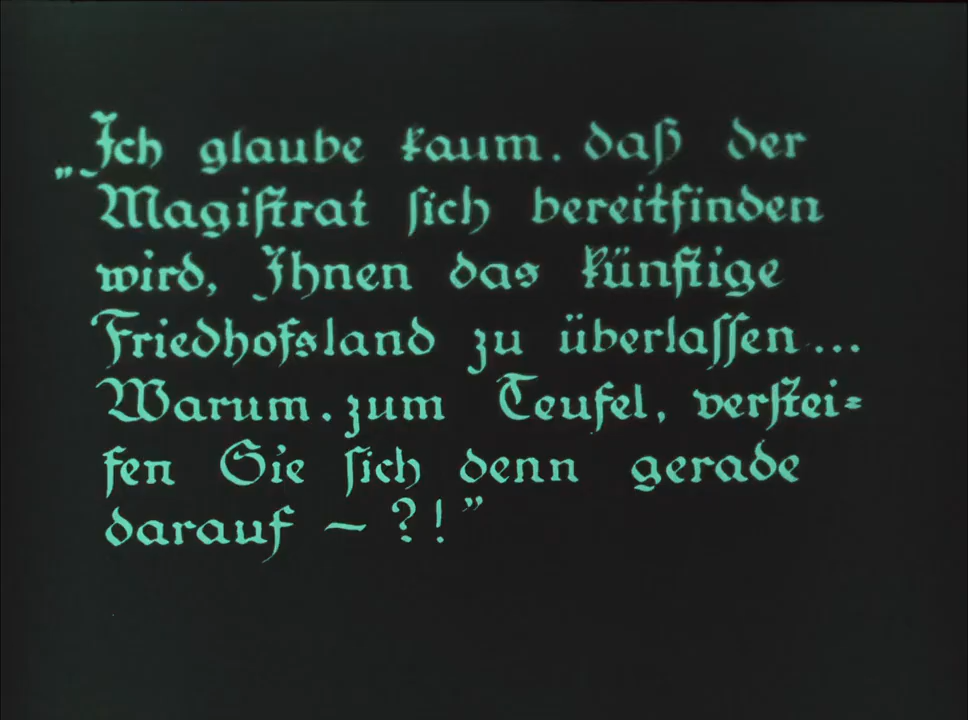 „Ich glaube kaum, daß der
Magiſtrat ſich bereitfinden
wird, Ihnen das künftige
Friedhofsland zu überlaſſen...
Warum, zum Teufel, verſtei=
fen Sie ſich denn gerade
darauf — ?!”